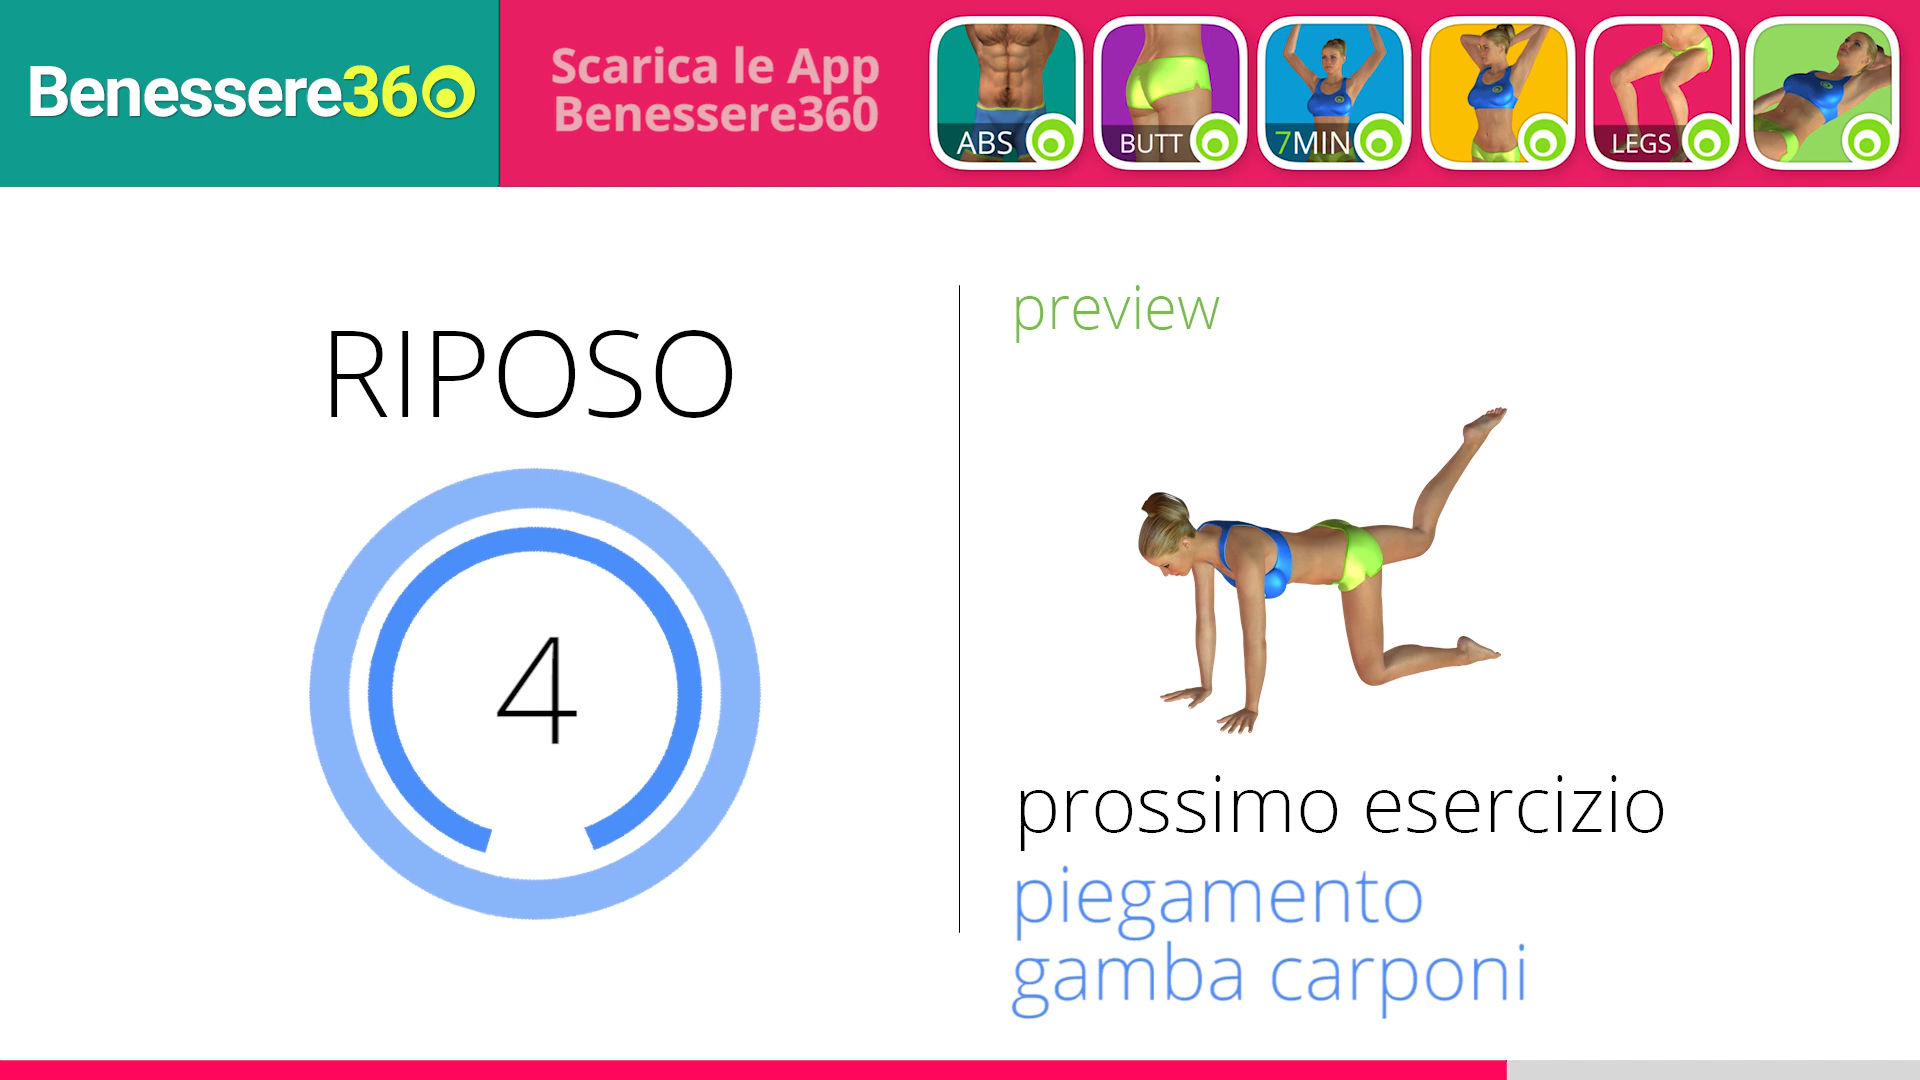 Benessere360
Scarica le App
Benessere360
ABS
BUTT
7MIN
LEGS
RIPOSO
4
preview
prossimo esercizio
piegamento
gamba carponi